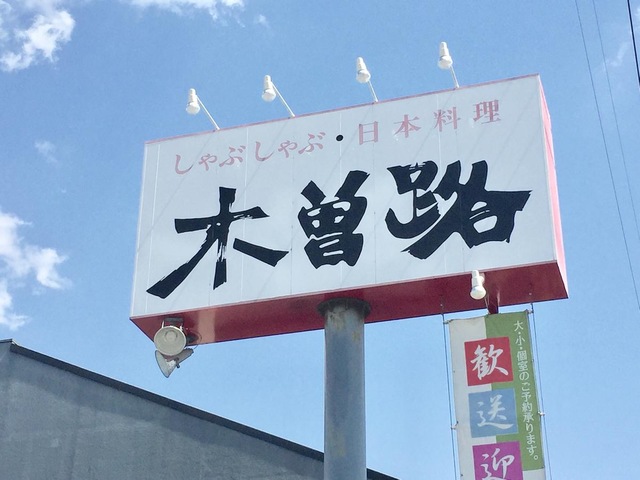 しゃぶしゃぶ・日本料理
木曽路
歓送迎
大・小・個室のご予約承ります。